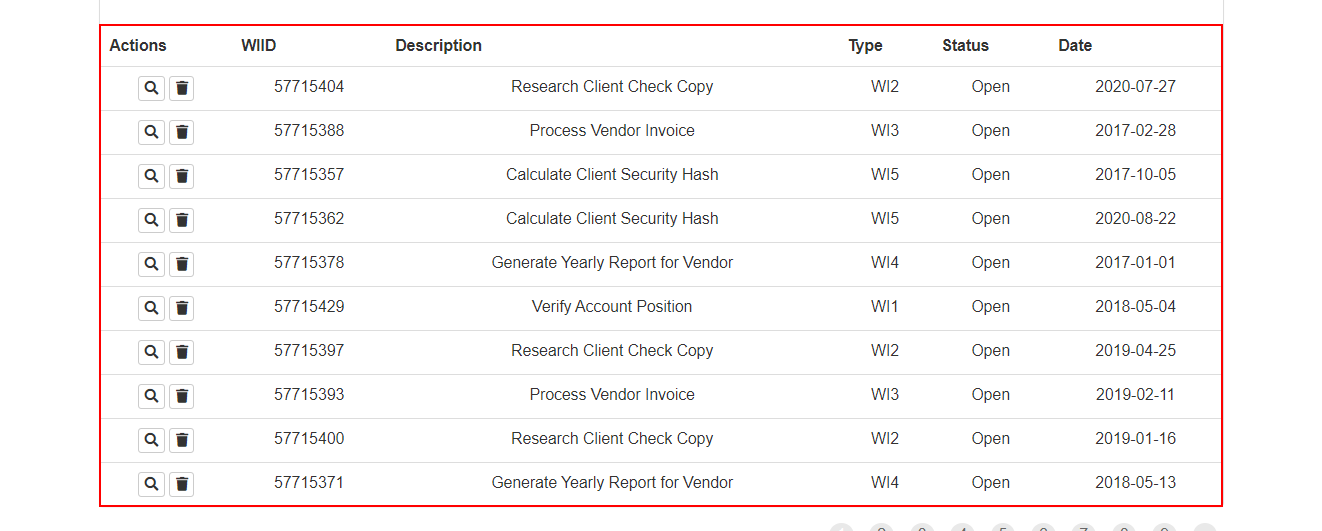 Actions WIID Description Type Status Date
57715404 Research Client Check Copy WI2 Open 2020-07-27
57715388 Process Vendor Invoice WI3 Open 2017-02-28
57715357 Calculate Client Security Hash WI5 Open 2017-10-05
57715362 Calculate Client Security Hash WI5 Open 2020-08-22
57715378 Generate Yearly Report for Vendor WI4 Open 2017-01-01
57715429 Verify Account Position WI1 Open 2018-05-04
57715397 Research Client Check Copy WI2 Open 2019-04-25
57715393 Process Vendor Invoice WI3 Open 2019-02-11
57715400 Research Client Check Copy WI2 Open 2019-01-16
57715371 Generate Yearly Report for Vendor WI4 Open 2018-05-13